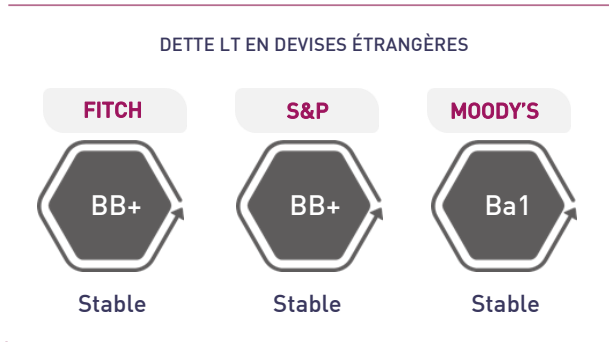 DETTE LT EN DEVISES ÉTRANGÈRES
FITCH S&P MOODY'S
BB+ BB+ Ba1
Stable Stable Stable